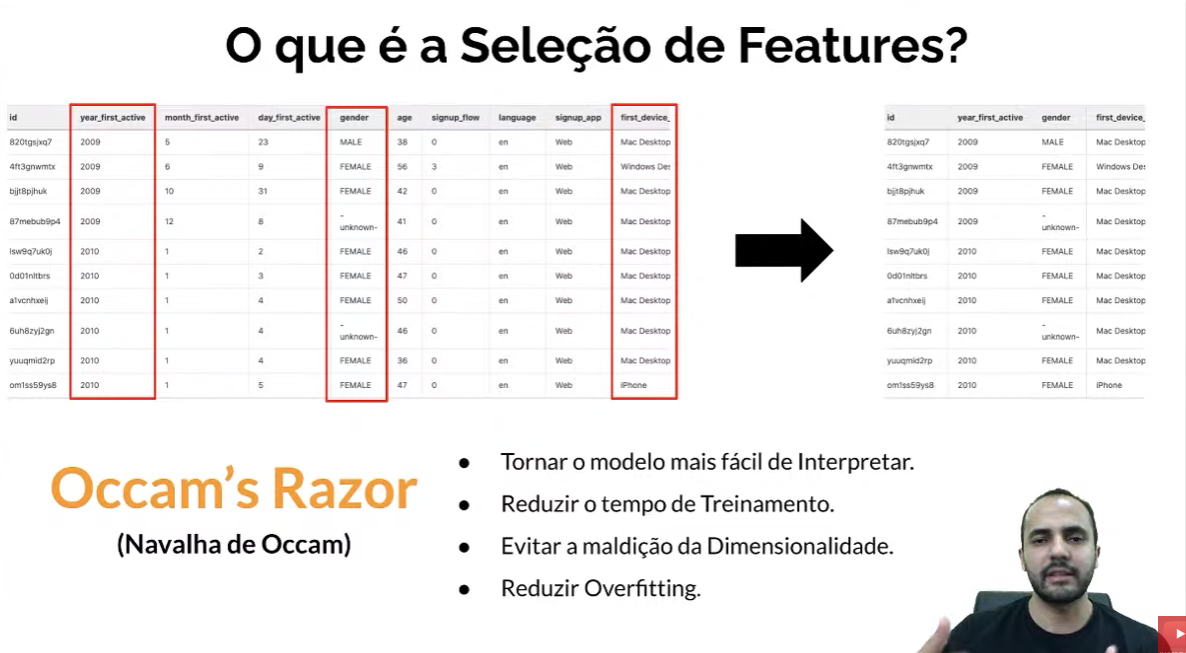 O que é a Seleção de Features?
id year_first_active month_first_active day_first_active gender age signup_flow language signup_app first_device_
820tgsjxq7 2009 5 23 MALE 38 0 en Web Mac Desktop
4ft3gnwmtx 2009 6 9 FEMALE 56 3 en Web Windows Des
bjjt8pjhuk 2009 10 31 FEMALE 42 0 en Web Mac Desktop
87mebub9p4 2009 12 8 -unknown- 41 0 en Web Mac Desktop
lsw9q7uk0j 2010 1 2 FEMALE 46 0 en Web Mac Desktop
0d01nltbrs 2010 1 3 FEMALE 47 0 en Web Mac Desktop
a1vcnhxeij 2010 1 4 FEMALE 50 0 en Web Mac Desktop
6uh8zyj2gn 2010 1 4 -unknown- 46 0 en Web Mac Desktop
yuuqmid2rp 2010 1 4 FEMALE 36 0 en Web Mac Desktop
om1ss59ys8 2010 1 5 FEMALE 47 0 en Web iPhone
id year_first_active gender first_device_
820tgsjxq7 2009 MALE Mac Desktop
4ft3gnwmtx 2009 FEMALE Windows Des
bjjt8pjhuk 2009 FEMALE Mac Desktop
87mebub9p4 2009 -unknown- Mac Desktop
lsw9q7uk0j 2010 FEMALE Mac Desktop
0d01nltbrs 2010 FEMALE Mac Desktop
a1vcnhxeij 2010 FEMALE Mac Desktop
6uh8zyj2gn 2010 -unknown- Mac Desktop
yuuqmid2rp 2010 FEMALE Mac Desktop
om1ss59ys8 2010 FEMALE iPhone
Occam's Razor
(Navalha de Occam)
● Tornar o modelo mais fácil de Interpretar.
● Reduzir o tempo de Treinamento.
● Evitar a maldição da Dimensionalidade.
● Reduzir Overfitting.